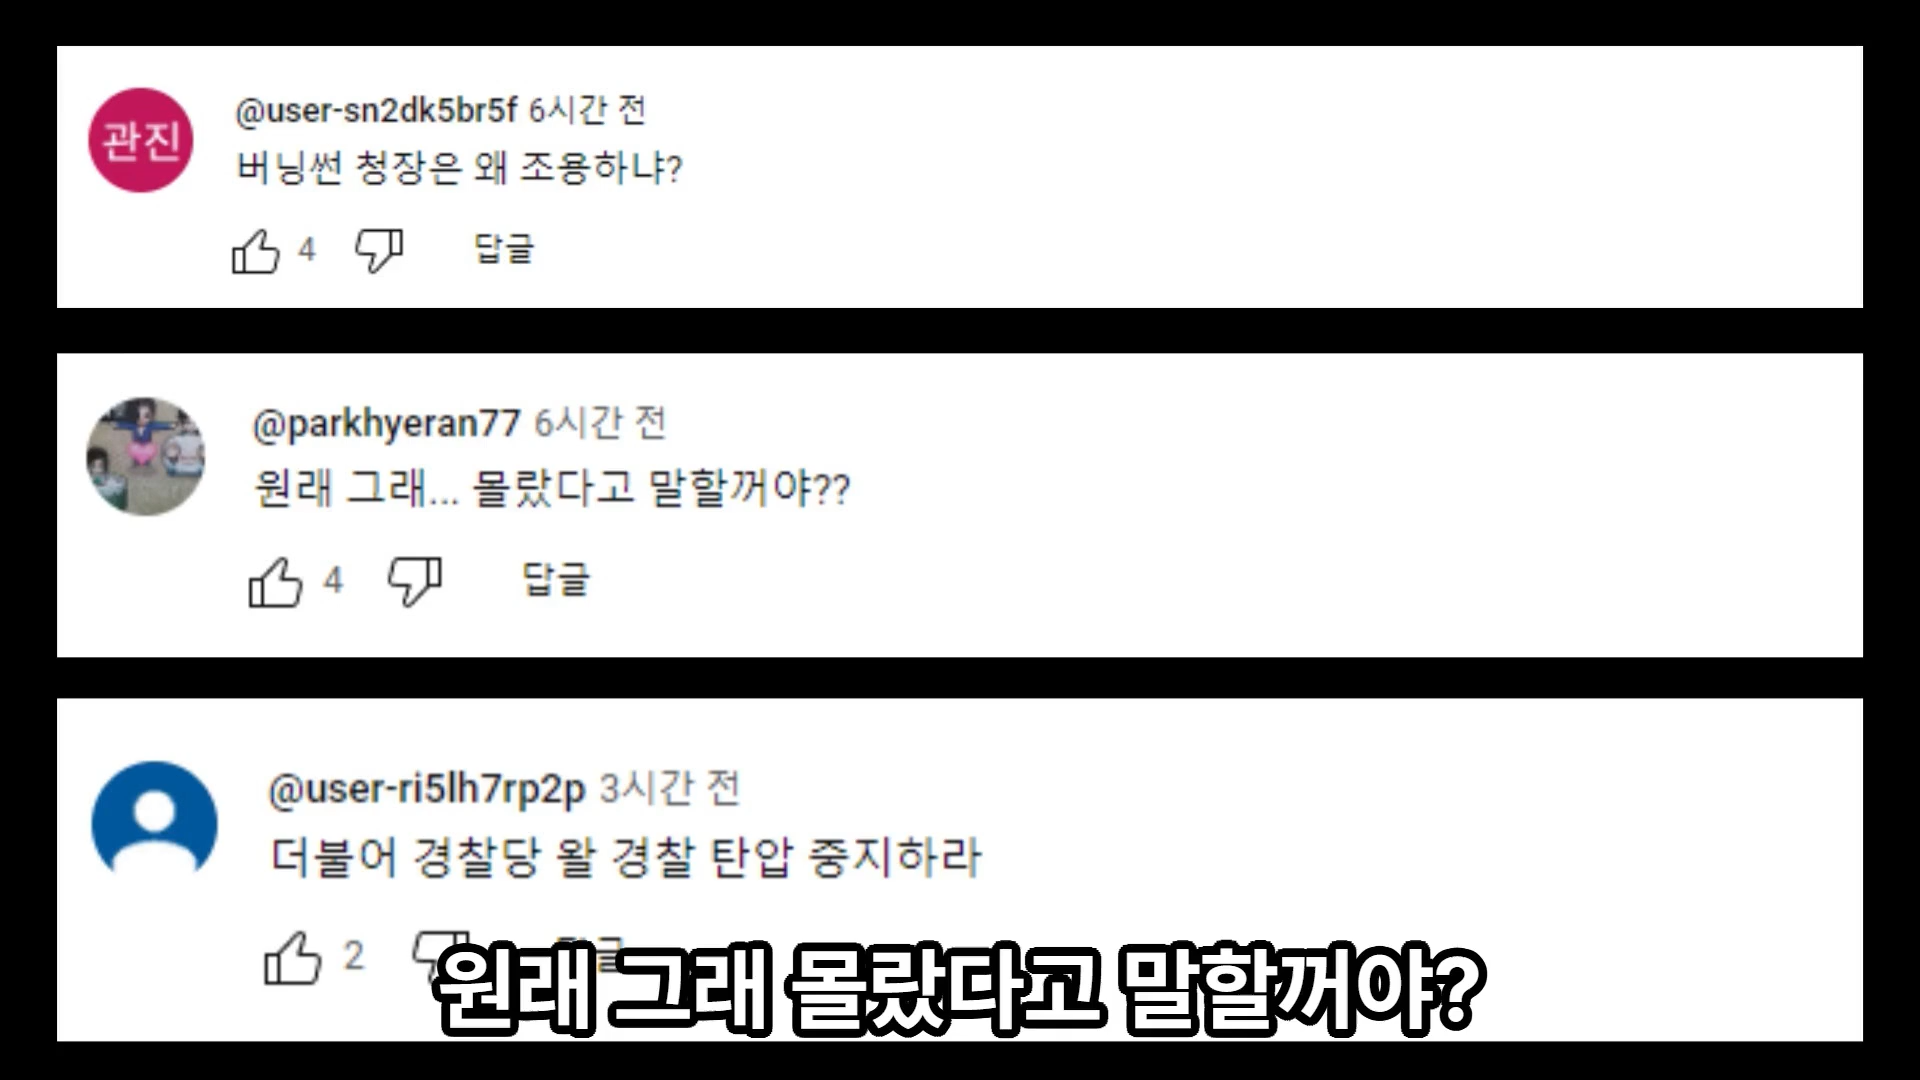 관진
@user-sn2dk5br5f 6시간 전
버닝썬 청장은 왜 조용하냐?
4 답글
@parkhyeran77 6시간 전
원래 그래... 몰랐다고 말할꺼야??
4 답글
@user-ri5lh7rp2p 3시간 전
더불어 경찰당 왈 경찰 탄압 중지하라
2
원래 그래 몰랐다고 말할꺼야?